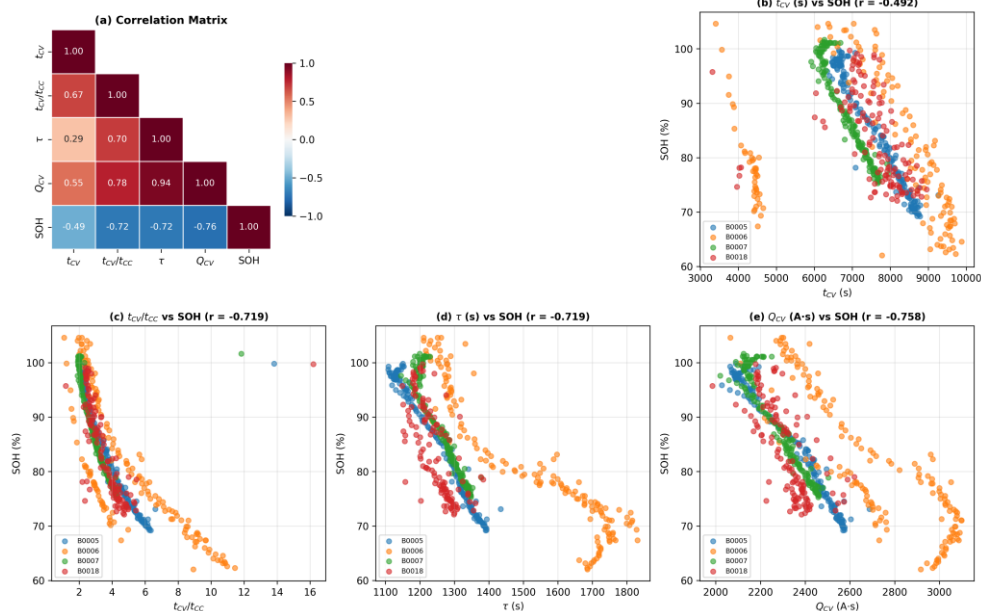 (a) Correlation Matrix
t_CV
1.00
t_CV/t_CC
0.67 1.00
τ
0.29 0.70 1.00
Q_CV
0.55 0.78 0.94 1.00
SOH
-0.49 -0.72 -0.72 -0.76 1.00
t_CV t_CV/t_CC τ Q_CV SOH
1.0
0.5
0.0
−0.5
−1.0
(b) t_CV (s) vs SOH (r = -0.492)
SOH (%)
100
90
80
70
60
B0005
B0006
B0007
B0018
3000 4000 5000 6000 7000 8000 9000 10000
t_CV (s)
(c) t_CV/t_CC vs SOH (r = -0.719)
SOH (%)
100
90
80
70
60
B0005
B0006
B0007
B0018
2 4 6 8 10 12 14 16
t_CV/t_CC
(d) τ (s) vs SOH (r = -0.719)
SOH (%)
100
90
80
70
60
B0005
B0006
B0007
B0018
1100 1200 1300 1400 1500 1600 1700 1800
τ (s)
(e) Q_CV (A·s) vs SOH (r = -0.758)
SOH (%)
100
90
80
70
60
B0005
B0006
B0007
B0018
2000 2200 2400 2600 2800 3000
Q_CV (A·s)